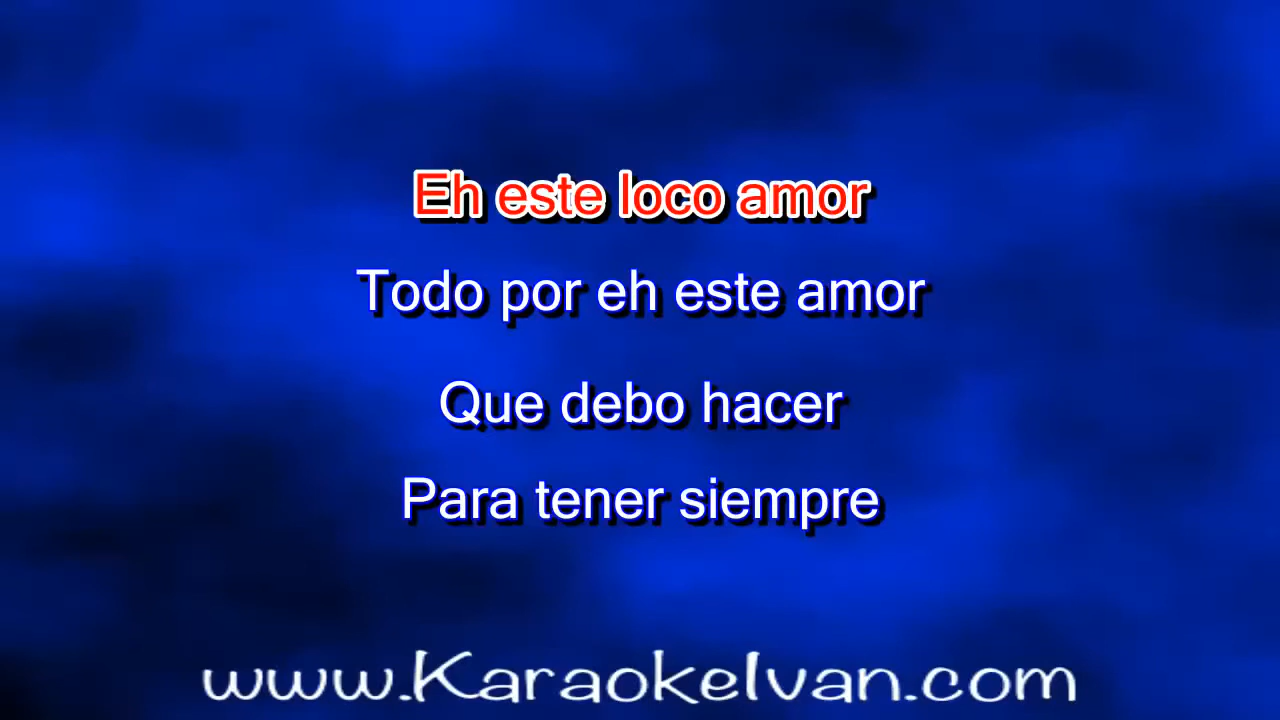 Eh este loco amor
Todo por eh este amor
Que debo hacer
Para tener siempre
www.KaraokeIvan.com